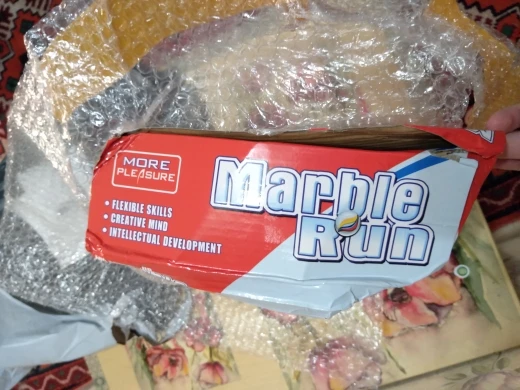 MORE
PLEASURE
• FLEXIBLE SKILLS
• CREATIVE MIND
• INTELLECTUAL DEVELOPMENT
Marble
Run